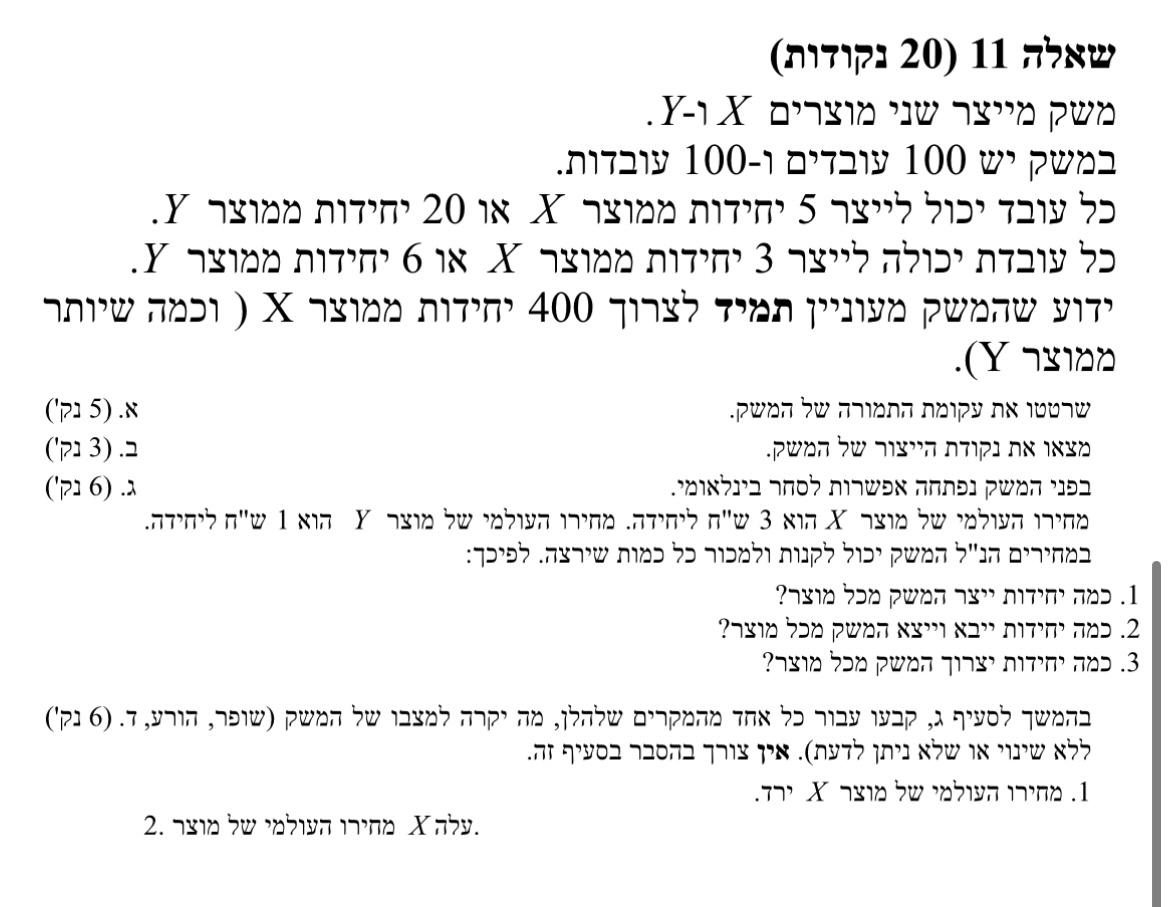 שאלה 11 (20 נקודות)
משק מייצר שני מוצרים X ו-Y.
במשק יש 100 עובדים ו-100 עובדות.
כל עובד יכול לייצר 5 יחידות ממוצר X או 20 יחידות ממוצר Y.
כל עובדת יכולה לייצר 3 יחידות ממוצר X או 6 יחידות ממוצר Y.
ידוע שהמשק מעוניין תמיד לצרוך 400 יחידות ממוצר X ( וכמה שיותר
ממוצר Y).
א. (5 נק') שרטטו את עקומת התמורה של המשק.
ב. (3 נק') מצאו את נקודת הייצור של המשק.
ג. (6 נק') בפני המשק נפתחה אפשרות לסחר בינלאומי.
מחירו העולמי של מוצר X הוא 3 ש"ח ליחידה. מחירו העולמי של מוצר Y הוא 1 ש"ח ליחידה.
במחירים הנ"ל המשק יכול לקנות ולמכור כל כמות שירצה. לפיכך:
1. כמה יחידות ייצר המשק מכל מוצר?
2. כמה יחידות ייבא וייצא המשק מכל מוצר?
3. כמה יחידות יצרוך המשק מכל מוצר?
ד. (6 נק') בהמשך לסעיף ג, קבעו עבור כל אחד מהמקרים שלהלן, מה יקרה למצבו של המשק (שופר, הורע,
ללא שינוי או שלא ניתן לדעת). אין צורך בהסבר בסעיף זה.
1. מחירו העולמי של מוצר X ירד.
2. מחירו העולמי של מוצר X עלה.